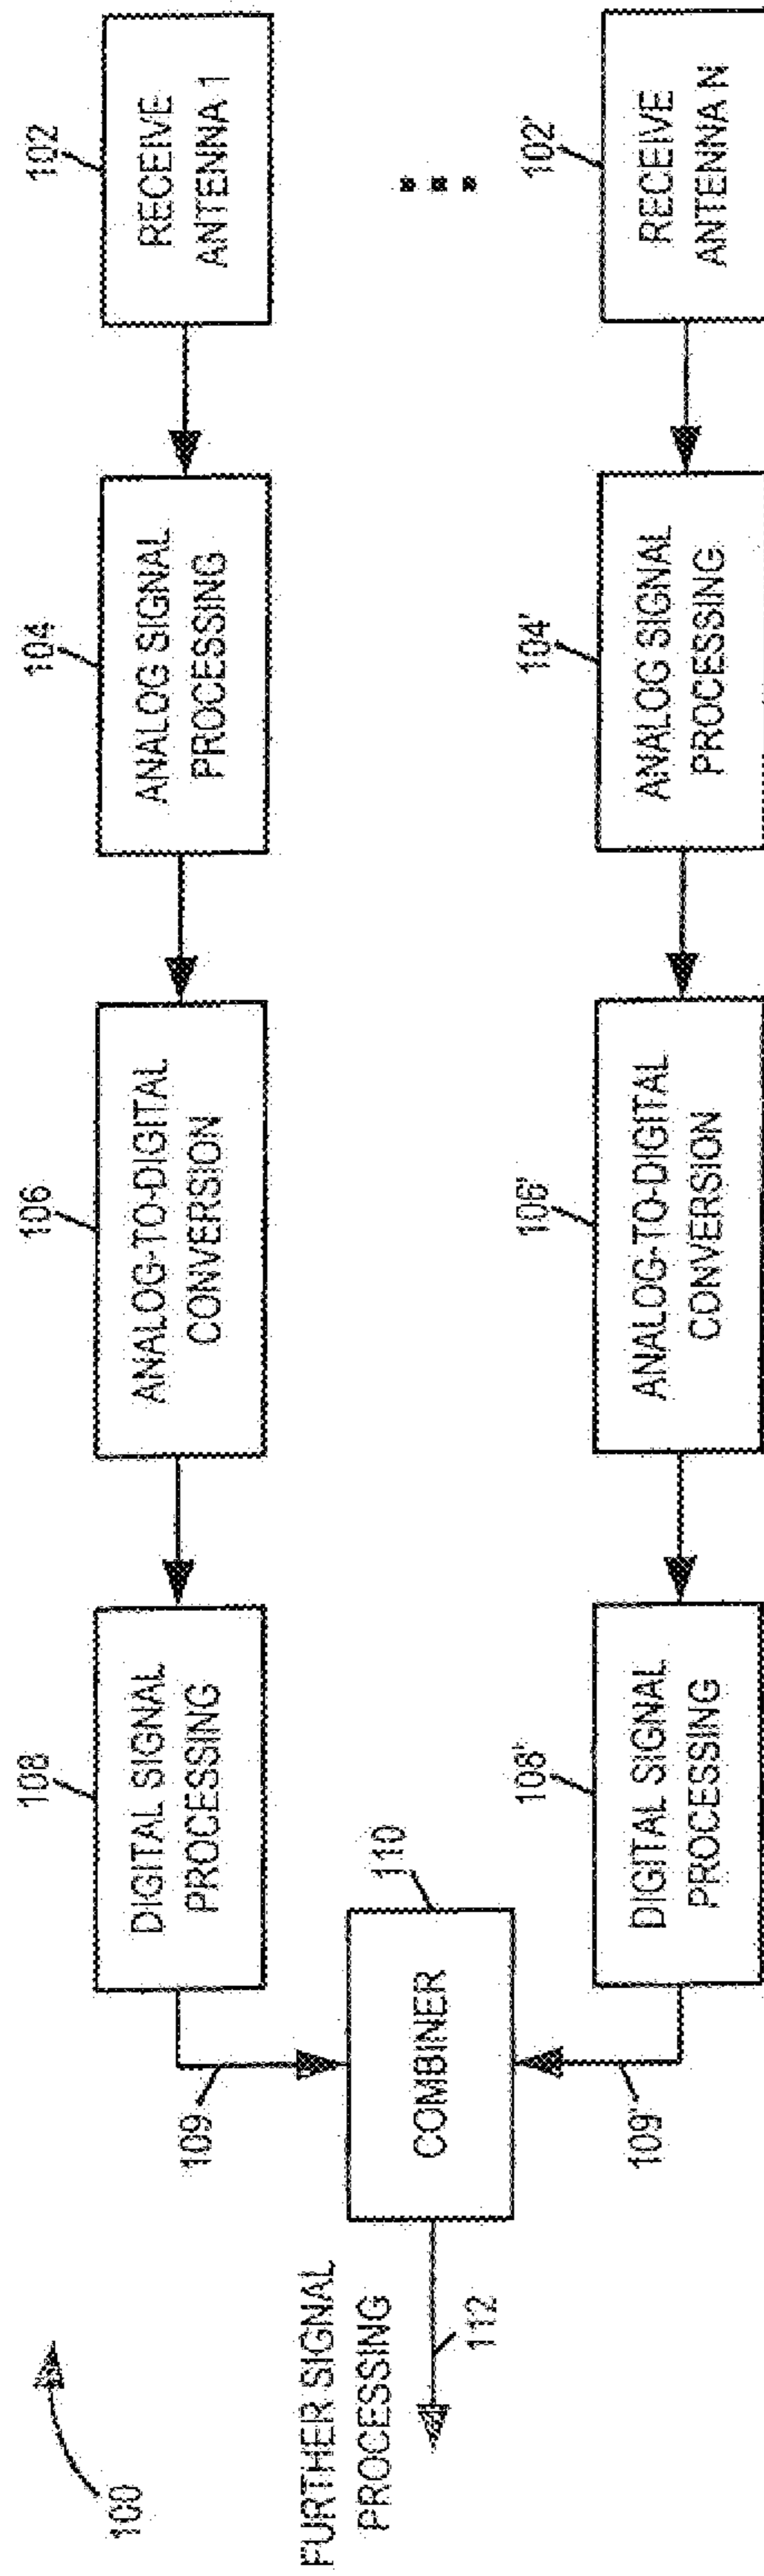 100
FURTHER SIGNAL
PROCESSING
112
109
108
DIGITAL SIGNAL
PROCESSING
106
ANALOG-TO-DIGITAL
CONVERSION
104
ANALOG SIGNAL
PROCESSING
102
RECEIVE
ANTENNA 1
110
COMBINER
109'
108'
DIGITAL SIGNAL
PROCESSING
106'
ANALOG-TO-DIGITAL
CONVERSION
104'
ANALOG SIGNAL
PROCESSING
102'
RECEIVE
ANTENNA N